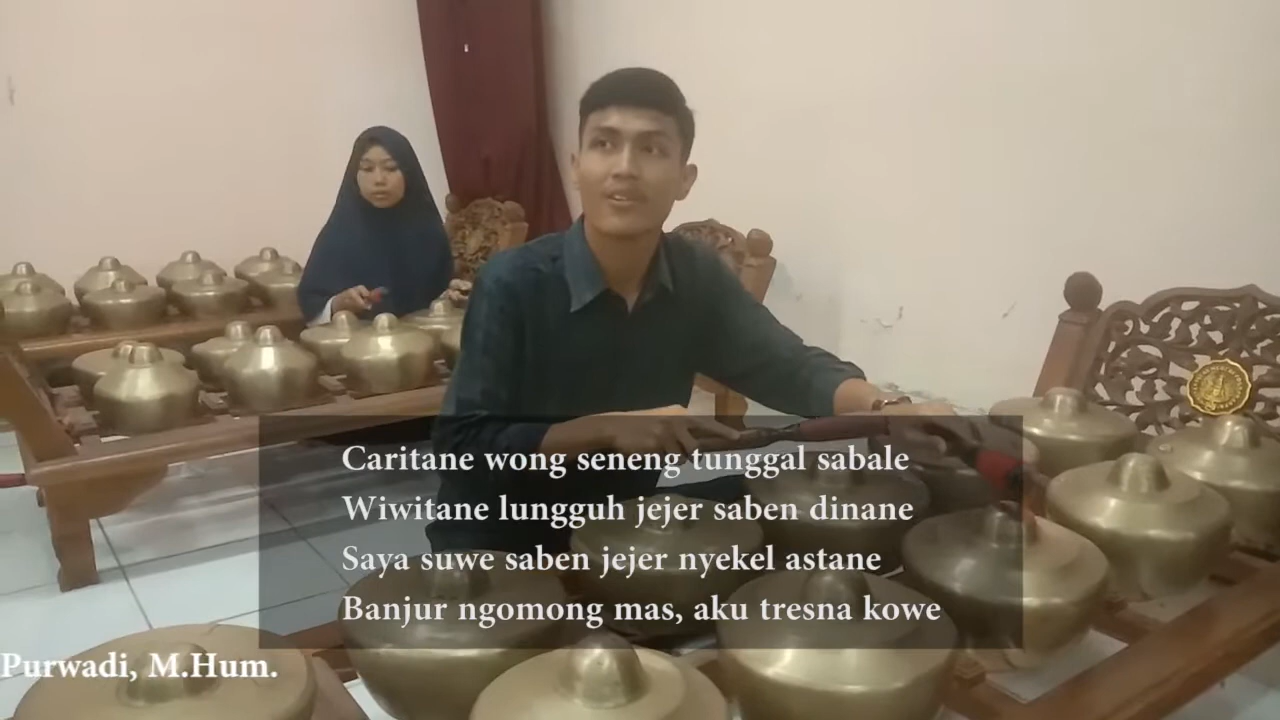 Caritane wong seneng tunggal sabale
Wiwitane lungguh jejer saben dinane
Saya suwe saben jejer nyekel astane
Banjur ngomong mas, aku tresna kowe
Purwadi, M.Hum.